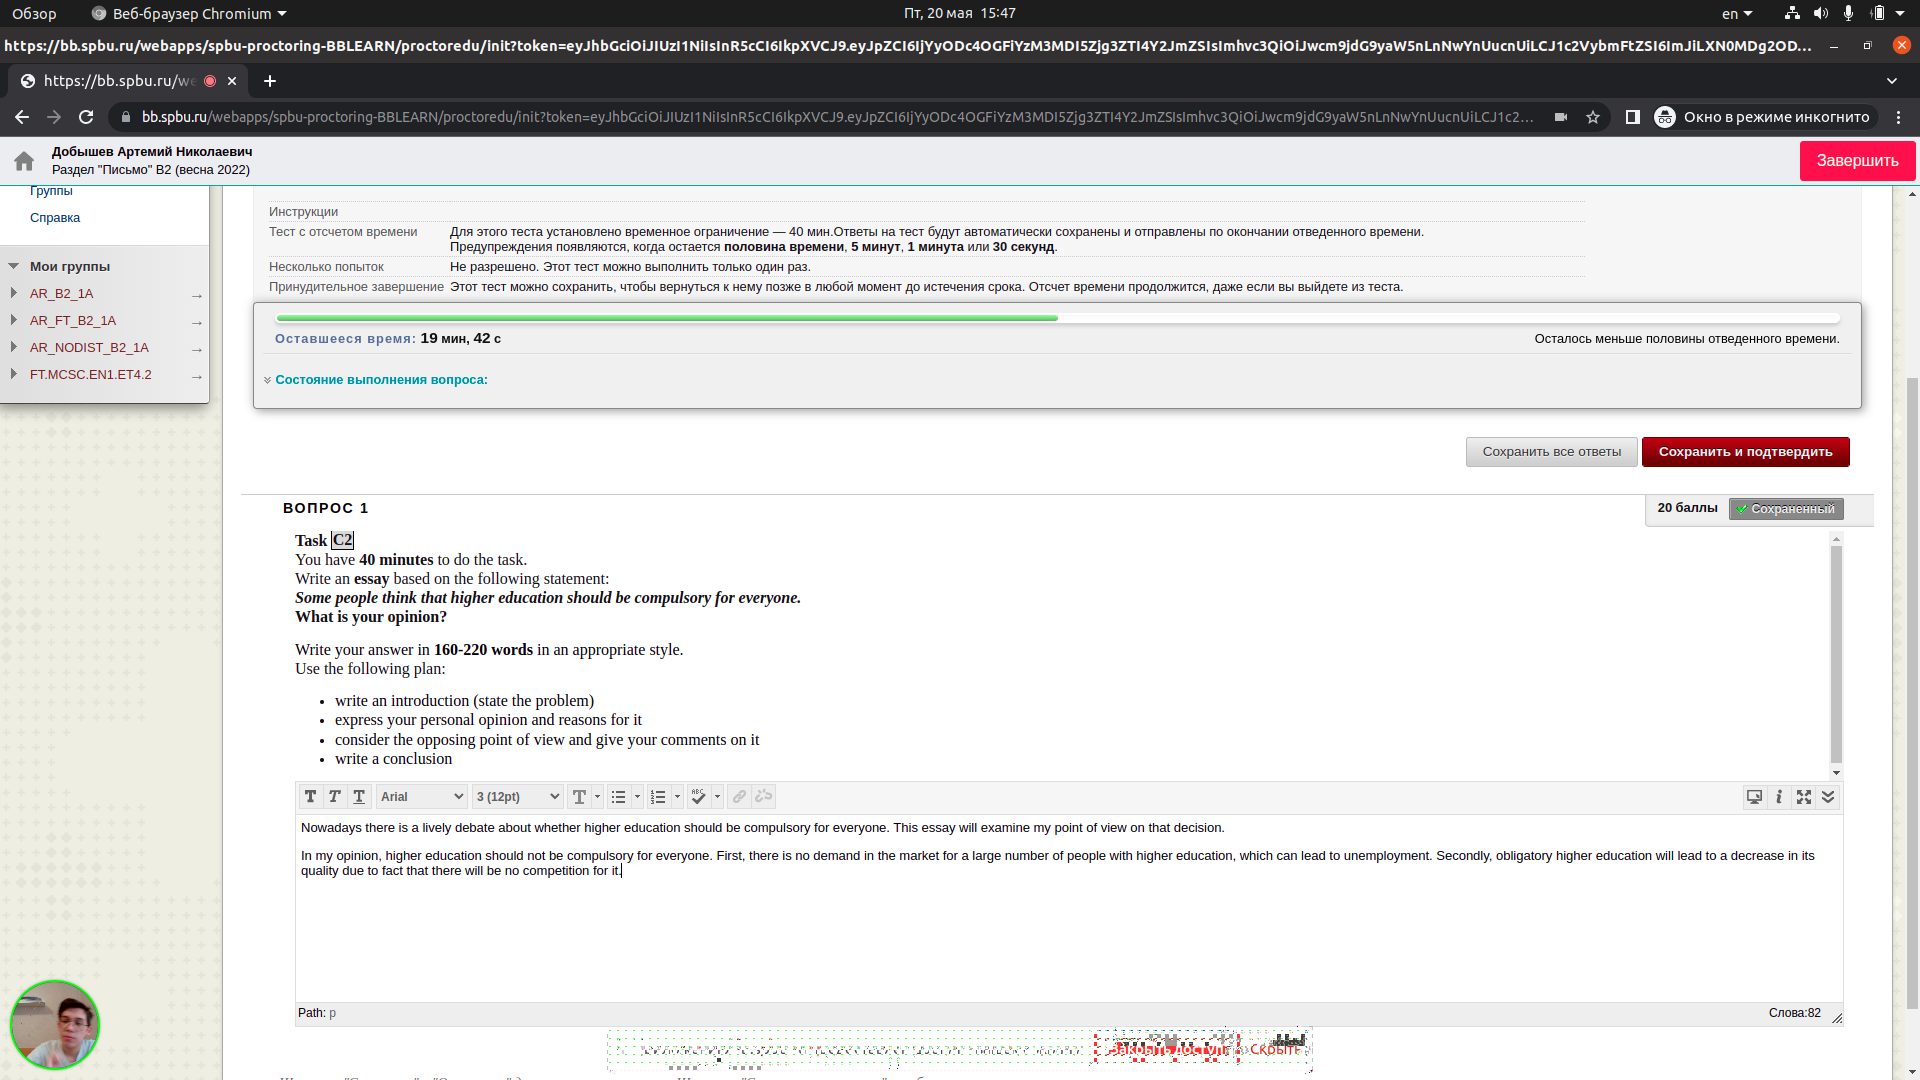 Обзор
Веб-браузер Chromium
Пт, 20 мая 15:47
en
https://bb.spbu.ru/webapps/spbu-proctoring-BBLEARN/proctoredu/init?token=eyJhbGciOiJIUzI1NiIsInR5cCI6IkpXVCJ9.eyJpZCI6IjYyODc4OGFiYzM3MDI5Zjg3ZTI4Y2JmZSIsImhvc3QiOiJwcm9jdG9yaW5nLnNwYnUucnUiLCJ1c2VybmFtZSI6ImJiLXN0MDg2OD...
https://bb.spbu.ru/we
bb.spbu.ru/webapps/spbu-proctoring-BBLEARN/proctoredu/init?token=eyJhbGciOiJIUzI1NiIsInR5cCI6IkpXVCJ9.eyJpZCI6IjYyODc4OGFiYzM3MDI5Zjg3ZTI4Y2JmZSIsImhvc3QiOiJwcm9jdG9yaW5nLnNwYnUucnUiLCJ1c2...
Окно в режиме инкогнито
Добышев Артемий Николаевич
Раздел "Письмо" B2 (весна 2022)
Завершить
Группы
Справка
Мои группы
AR_B2_1A
AR_FT_B2_1A
AR_NODIST_B2_1A
FT.MCSC.EN1.ET4.2
Инструкции
Тест с отсчетом времени Для этого теста установлено временное ограничение — 40 мин.Ответы на тест будут автоматически сохранены и отправлены по окончании отведенного времени.
Предупреждения появляются, когда остается половина времени, 5 минут, 1 минута или 30 секунд.
Несколько попыток Не разрешено. Этот тест можно выполнить только один раз.
Принудительное завершение Этот тест можно сохранить, чтобы вернуться к нему позже в любой момент до истечения срока. Отсчет времени продолжится, даже если вы выйдете из теста.
Оставшееся время: 19 мин, 42 с
Осталось меньше половины отведенного времени.
Состояние выполнения вопроса:
Сохранить все ответы
Сохранить и подтвердить
ВОПРОС 1
20 баллы
Сохраненный
Task C2
You have 40 minutes to do the task.
Write an essay based on the following statement:
Some people think that higher education should be compulsory for everyone.
What is your opinion?
Write your answer in 160-220 words in an appropriate style.
Use the following plan:
• write an introduction (state the problem)
• express your personal opinion and reasons for it
• consider the opposing point of view and give your comments on it
• write a conclusion
Arial
3 (12pt)
Nowadays there is a lively debate about whether higher education should be compulsory for everyone. This essay will examine my point of view on that decision.
In my opinion, higher education should not be compulsory for everyone. First, there is no demand in the market for a large number of people with higher education, which can lead to unemployment. Secondly, obligatory higher education will lead to a decrease in its
quality due to fact that there will be no competition for it.
Path: p
Слова:82
Закрыть доступ
Скрыть